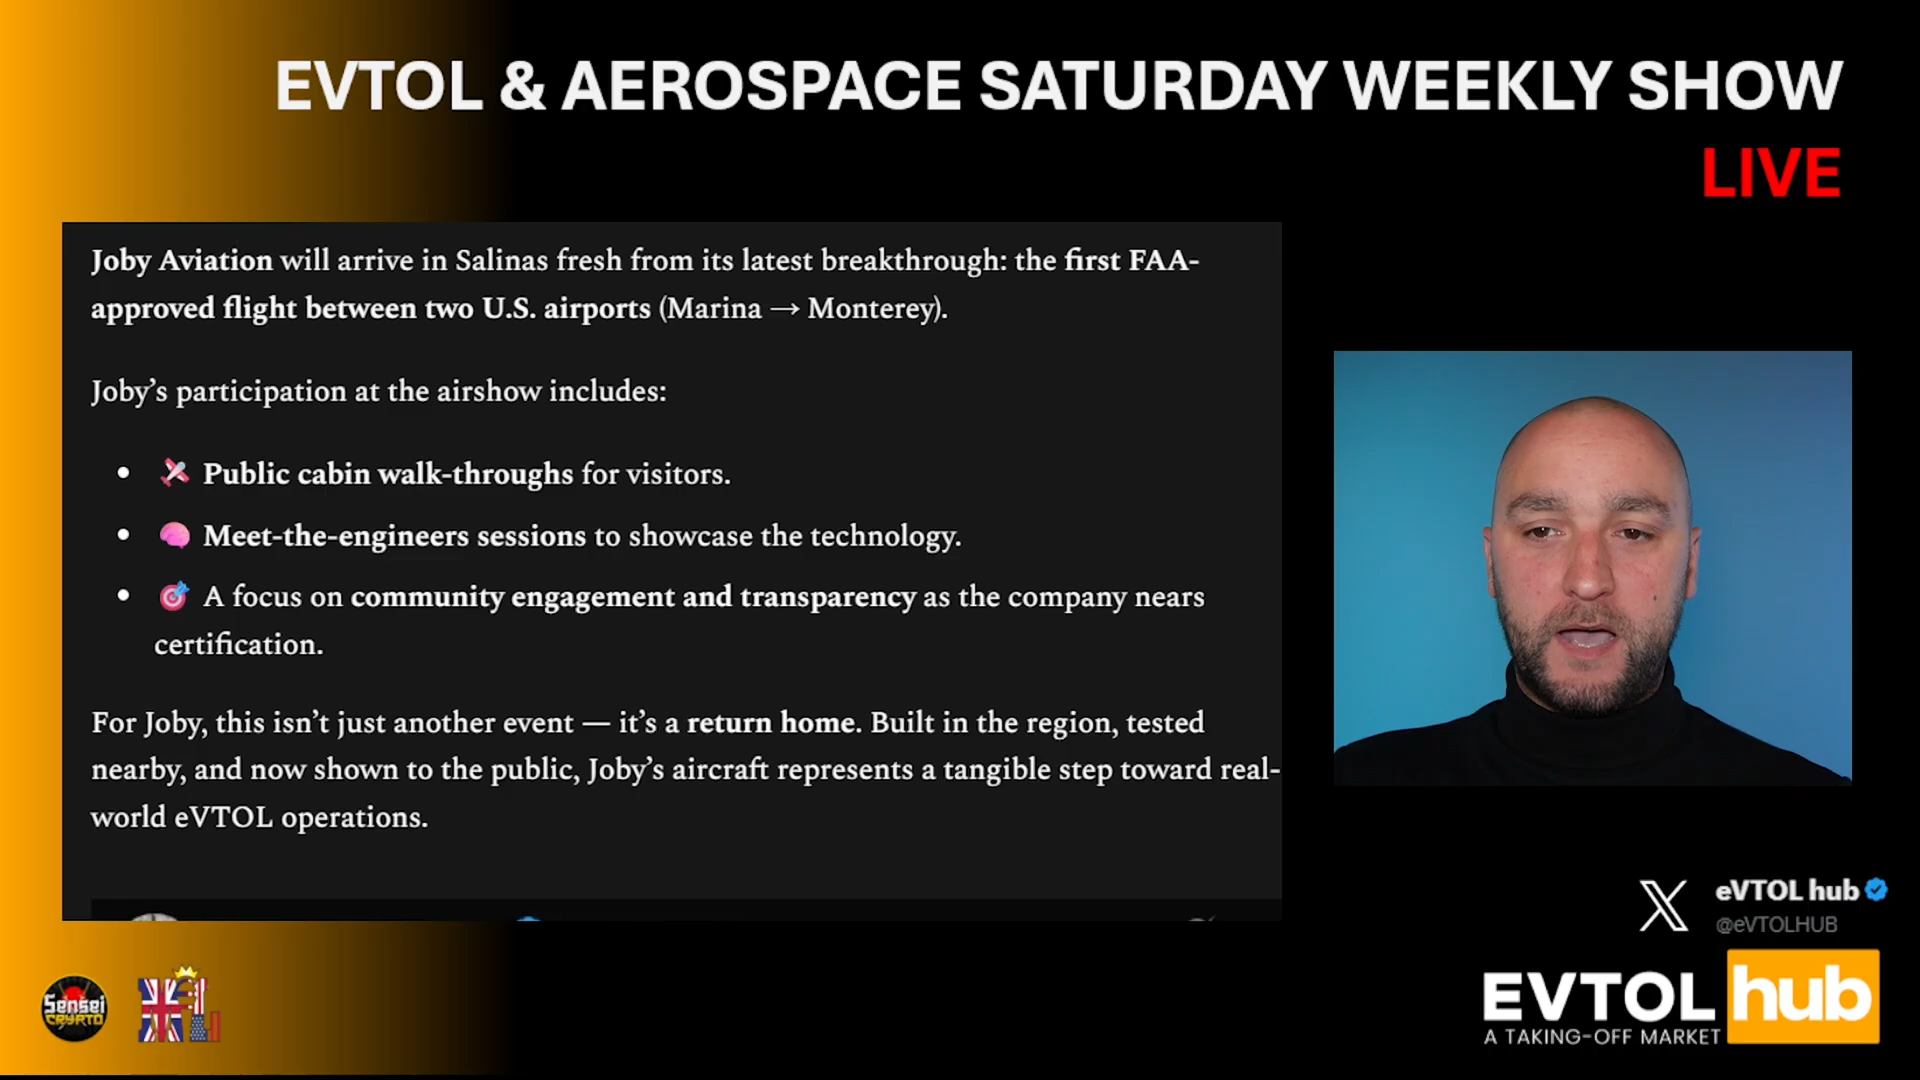 EVTOL & AEROSPACE SATURDAY WEEKLY SHOW
LIVE
Joby Aviation will arrive in Salinas fresh from its latest breakthrough: the first FAA-
approved flight between two U.S. airports (Marina → Monterey).
Joby’s participation at the airshow includes:
• Public cabin walk-throughs for visitors.
• Meet-the-engineers sessions to showcase the technology.
• A focus on community engagement and transparency as the company nears
certification.
For Joby, this isn’t just another event — it’s a return home. Built in the region, tested
nearby, and now shown to the public, Joby’s aircraft represents a tangible step toward real-
world eVTOL operations.
eVTOL hub
@eVTOLHUB
Sensei
CRYPTO
EVTOL hub
A TAKING-OFF MARKET